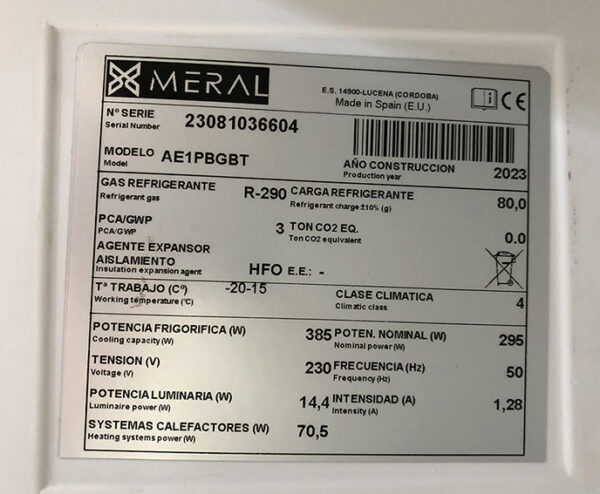 MERAL
E.S. 14900-LUCENA (CORDOBA)
Made in Spain (E.U.)
i CE
Nº SERIE 23081036604
Serial Number
MODELO AE1PBGBT
Model
AÑO CONSTRUCCION 2023
Production year
GAS REFRIGERANTE R-290 CARGA REFRIGERANTE 80,0
Refrigerant gas Refrigerant charge ±10% (g)
PCA/GWP 3 TON CO2 EQ. 0.0
PCA/GWP Ton CO2 equivalent
AGENTE EXPANSOR
AISLAMIENTO HFO E.E.: -
Insulation expansion agent
Tª TRABAJO (Cº) -20-15 CLASE CLIMATICA 4
Working temperature (ºC) Climatic class
POTENCIA FRIGORIFICA (W) 385 POTEN. NOMINAL (W) 295
Cooling capacity (W) Nominal power (W)
TENSION (V) 230 FRECUENCIA (Hz) 50
Voltage (V) Frequency (Hz)
POTENCIA LUMINARIA (W) 14,4 INTENSIDAD (A) 1,28
Luminaire power (W) Intensity (A)
SYSTEMAS CALEFACTORES (W) 70,5
Heating systems power (W)